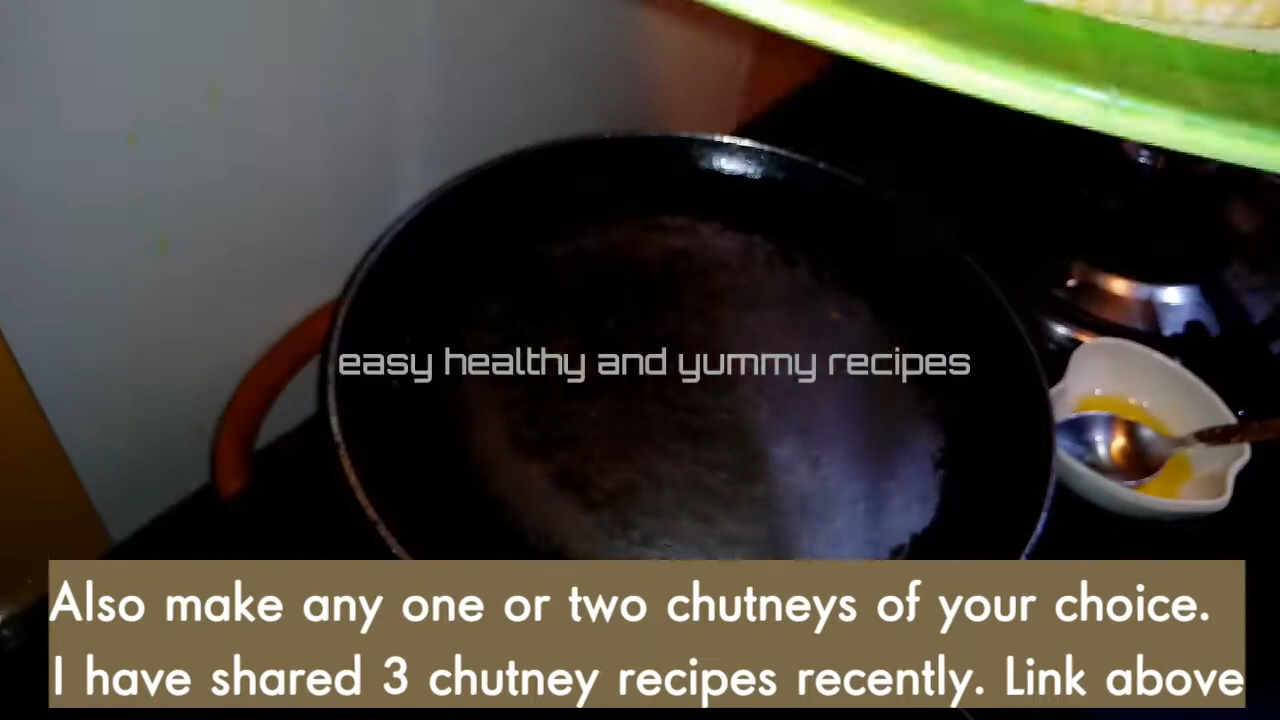 easy healthy and yummy recipes
Also make any one or two chutneys of your choice.
I have shared 3 chutney recipes recently. Link above